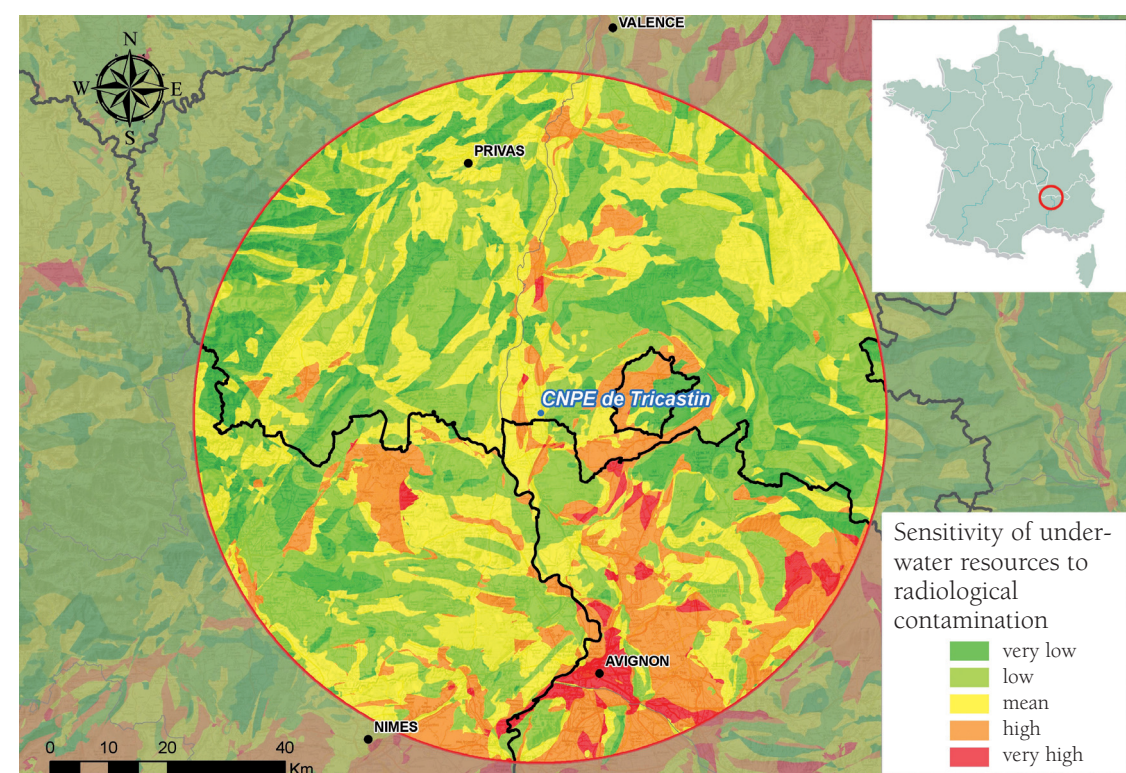 VALENCE
N
W E
S
PRIVAS
CNPE de Tricastin
AVIGNON
NIMES
0 10 20 40
Km
Sensitivity of under-
water resources to
radiological
contamination
very low
low
mean
high
very high